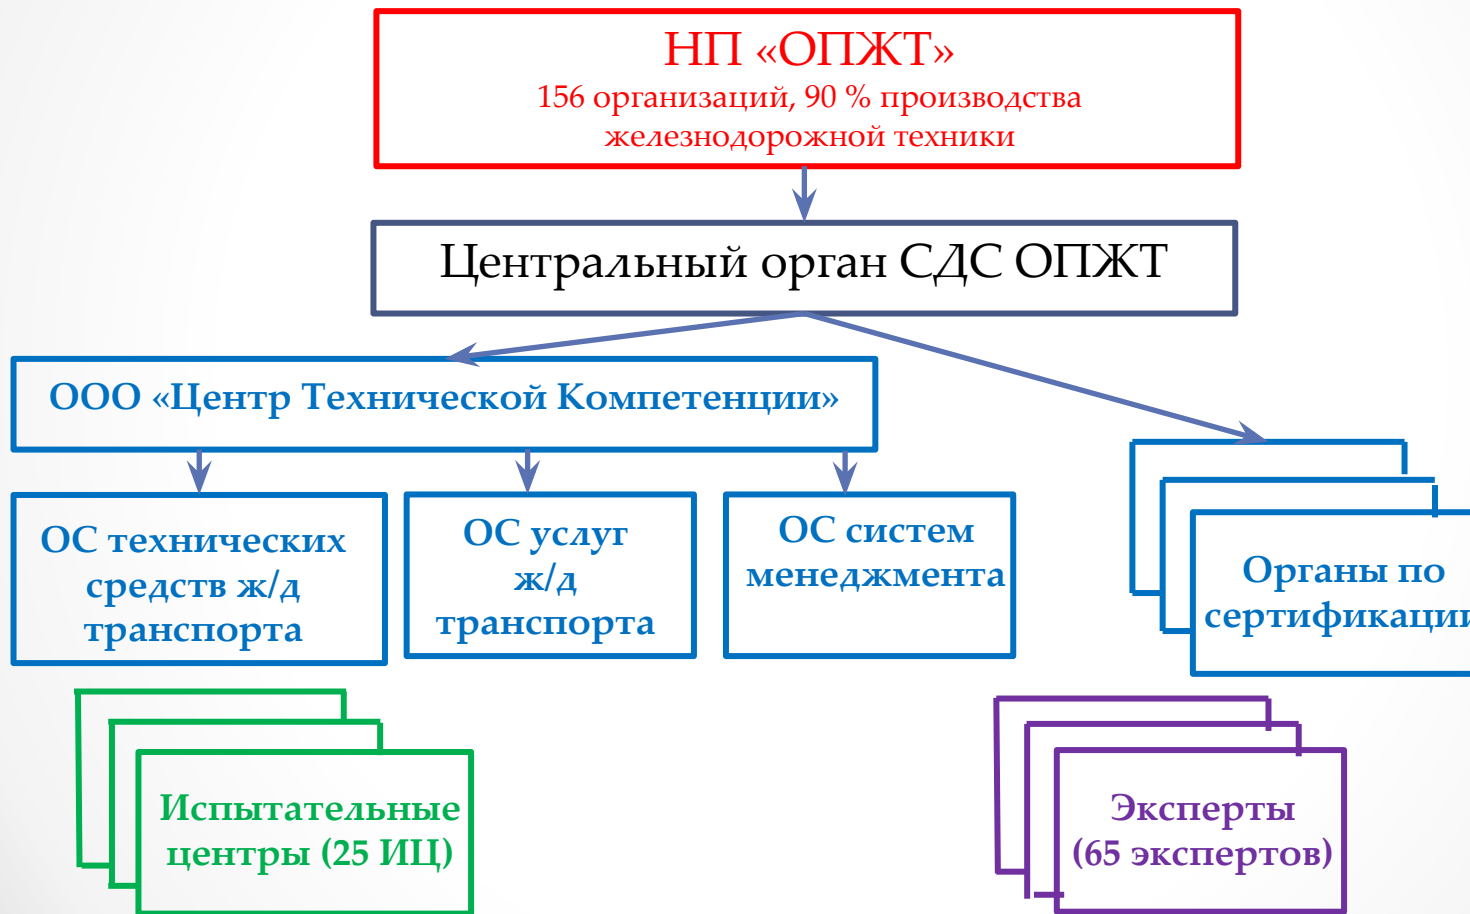 НП «ОПЖТ»
156 организаций, 90 % производства
железнодорожной техники
Центральный орган СДС ОПЖТ
ООО «Центр Технической Компетенции»
ОС технических
средств ж/д
транспорта
ОС услуг
ж/д
транспорта
ОС систем
менеджмента
Органы по
сертификации
Испытательные
центры (25 ИЦ)
Эксперты
(65 экспертов)